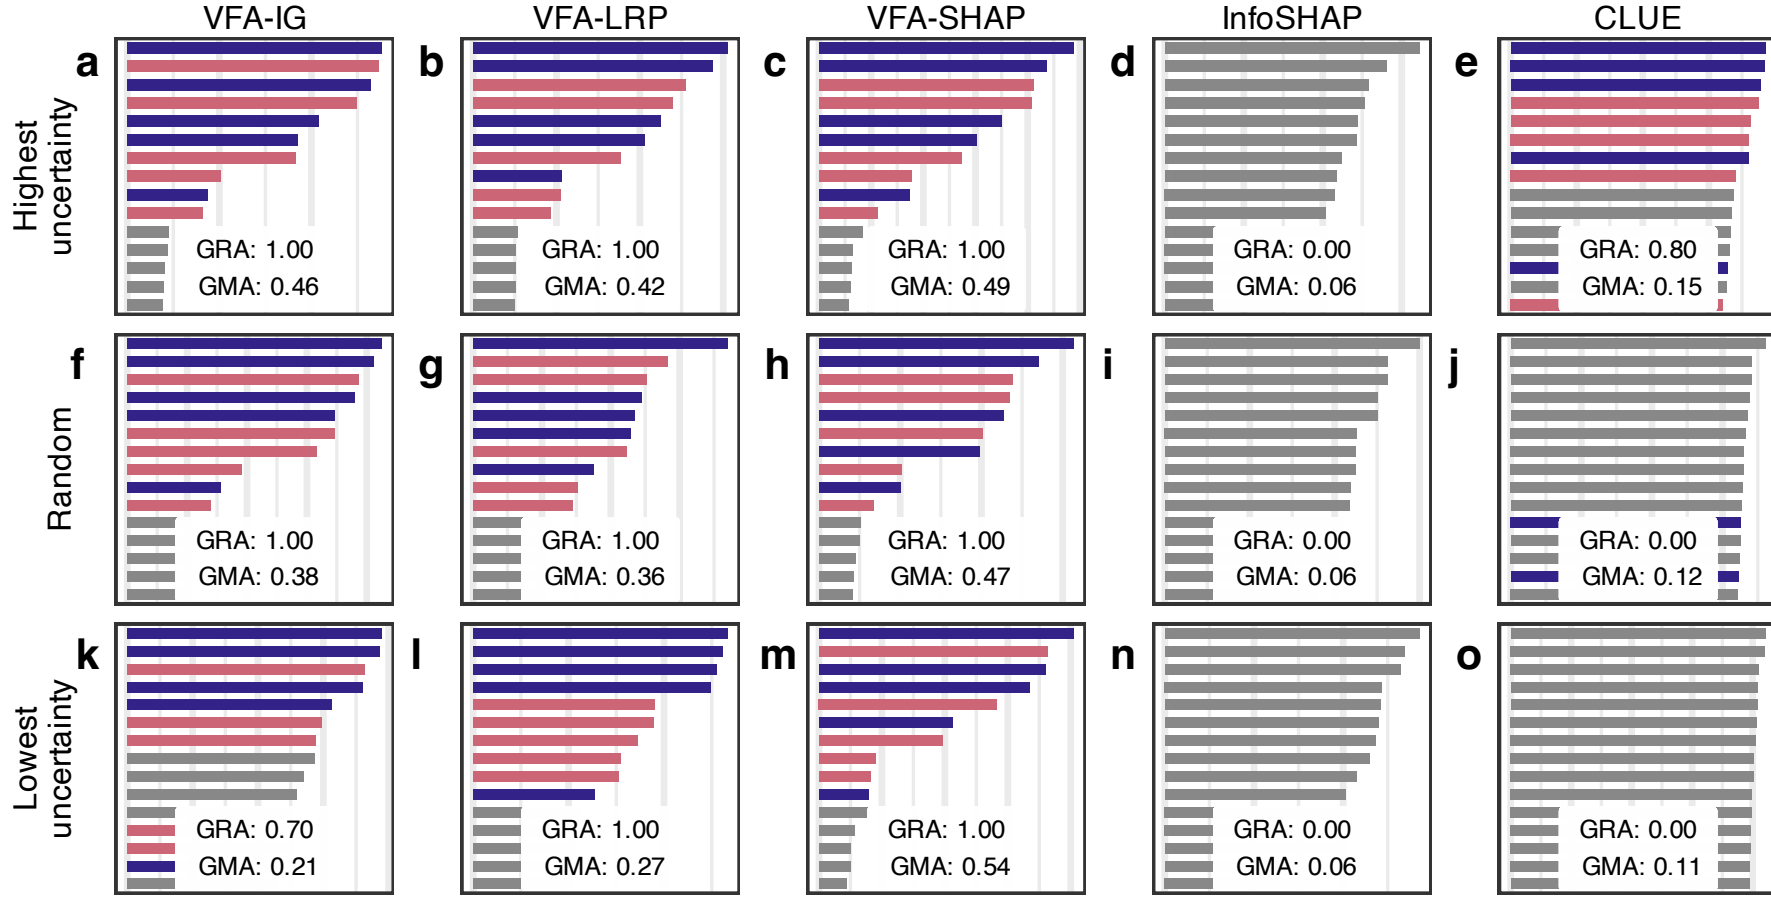 VFA-IG VFA-LRP VFA-SHAP InfoSHAP CLUE
Highest
uncertainty
a b c d e
GRA: 1.00 GRA: 1.00 GRA: 1.00 GRA: 0.00 GRA: 0.80
GMA: 0.46 GMA: 0.42 GMA: 0.49 GMA: 0.06 GMA: 0.15
Random
f g h i j
GRA: 1.00 GRA: 1.00 GRA: 1.00 GRA: 0.00 GRA: 0.00
GMA: 0.38 GMA: 0.36 GMA: 0.47 GMA: 0.06 GMA: 0.12
Lowest
uncertainty
k l m n o
GRA: 0.70 GRA: 1.00 GRA: 1.00 GRA: 0.00 GRA: 0.00
GMA: 0.21 GMA: 0.27 GMA: 0.54 GMA: 0.06 GMA: 0.11